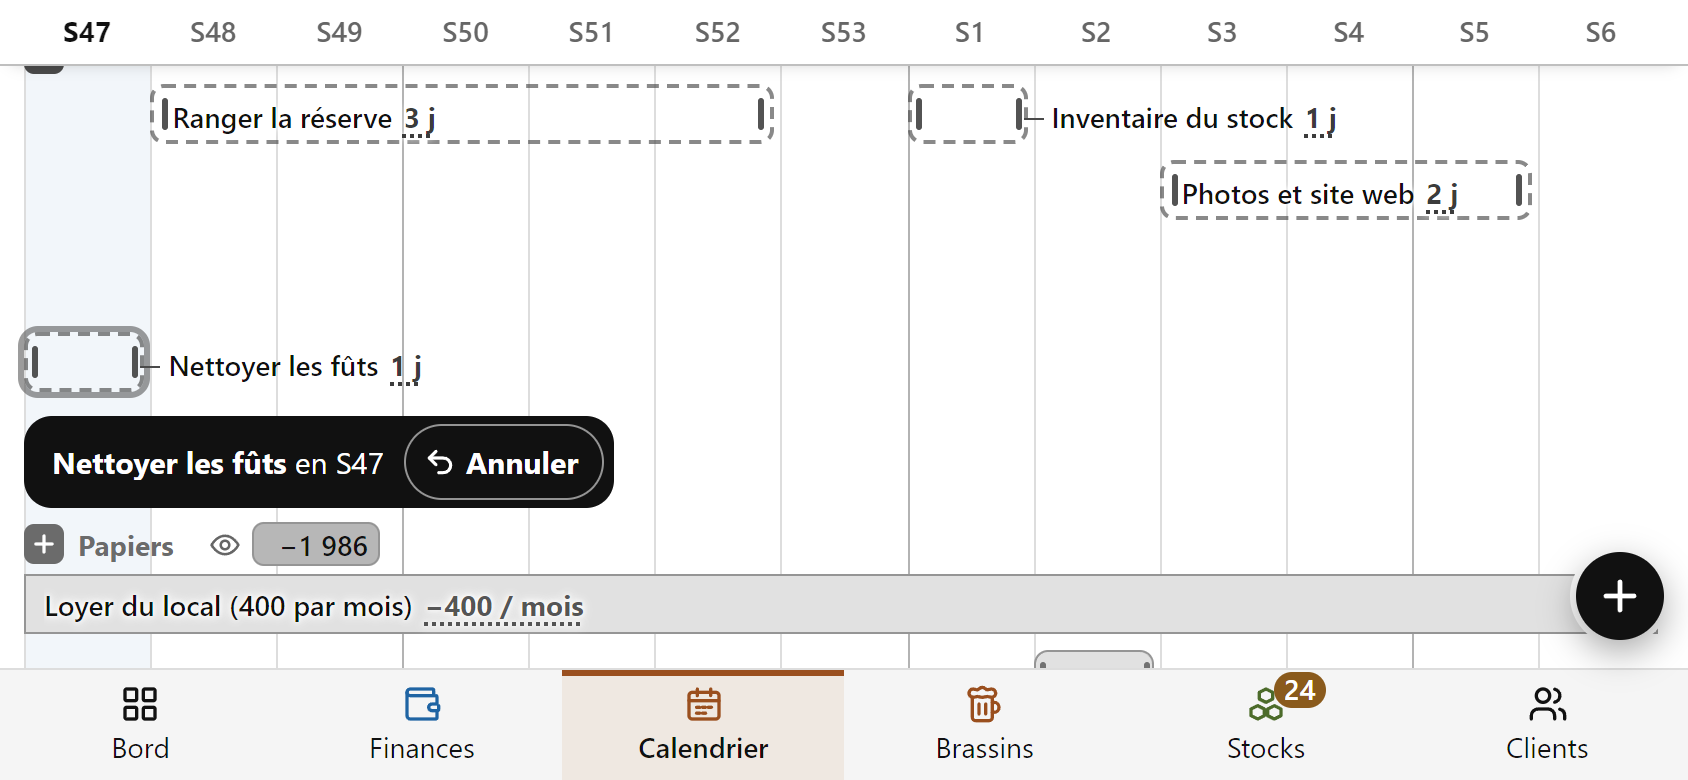 S47 S48 S49 S50 S51 S52 S53 S1 S2 S3 S4 S5 S6
Ranger la réserve 3 j
Inventaire du stock 1 j
Photos et site web 2 j
Nettoyer les fûts 1 j
Nettoyer les fûts en S47 Annuler
Papiers −1 986
Loyer du local (400 par mois) −400 / mois
24
Bord Finances Calendrier Brassins Stocks Clients